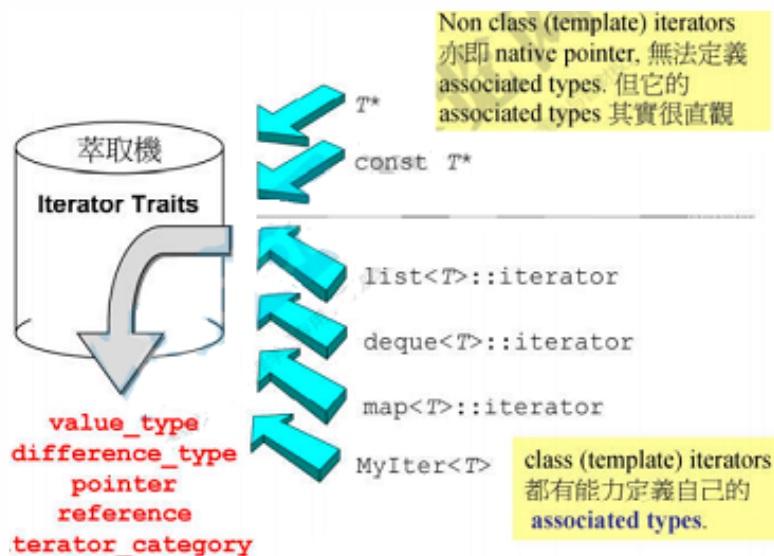 Non class (template) iterators
亦即 native pointer, 無法定義
associated types. 但它的
associated types 其實很直觀
T*
const T*
萃取機
Iterator Traits
list<T>::iterator
deque<T>::iterator
map<T>::iterator
MyIter<T>
value_type
difference_type
pointer
reference
terator_category
class (template) iterators
都有能力定義自己的
associated types.